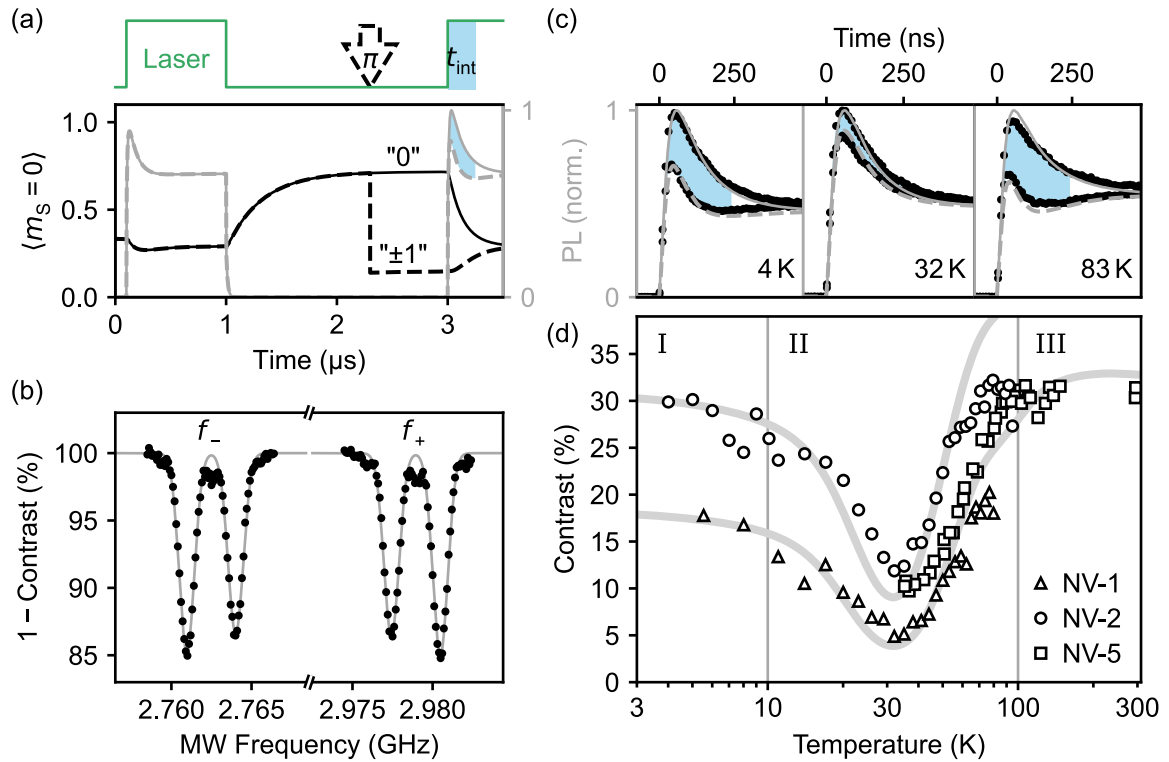 (a)
Laser
π
t_int
1.0
0.5
0.0
⟨m_S = 0⟩
"0"
"±1"
1
0
PL (norm.)
0 1 2 3
Time (µs)
(b)
f_−
f_+
100
95
90
85
1 − Contrast (%)
2.760 2.765 2.975 2.980
MW Frequency (GHz)
(c)
Time (ns)
0 250 0 250 0 250
1
0
4 K
32 K
83 K
(d)
I
II
III
35
30
25
20
15
10
5
0
Contrast (%)
NV-1
NV-2
NV-5
3 10 30 100 300
Temperature (K)